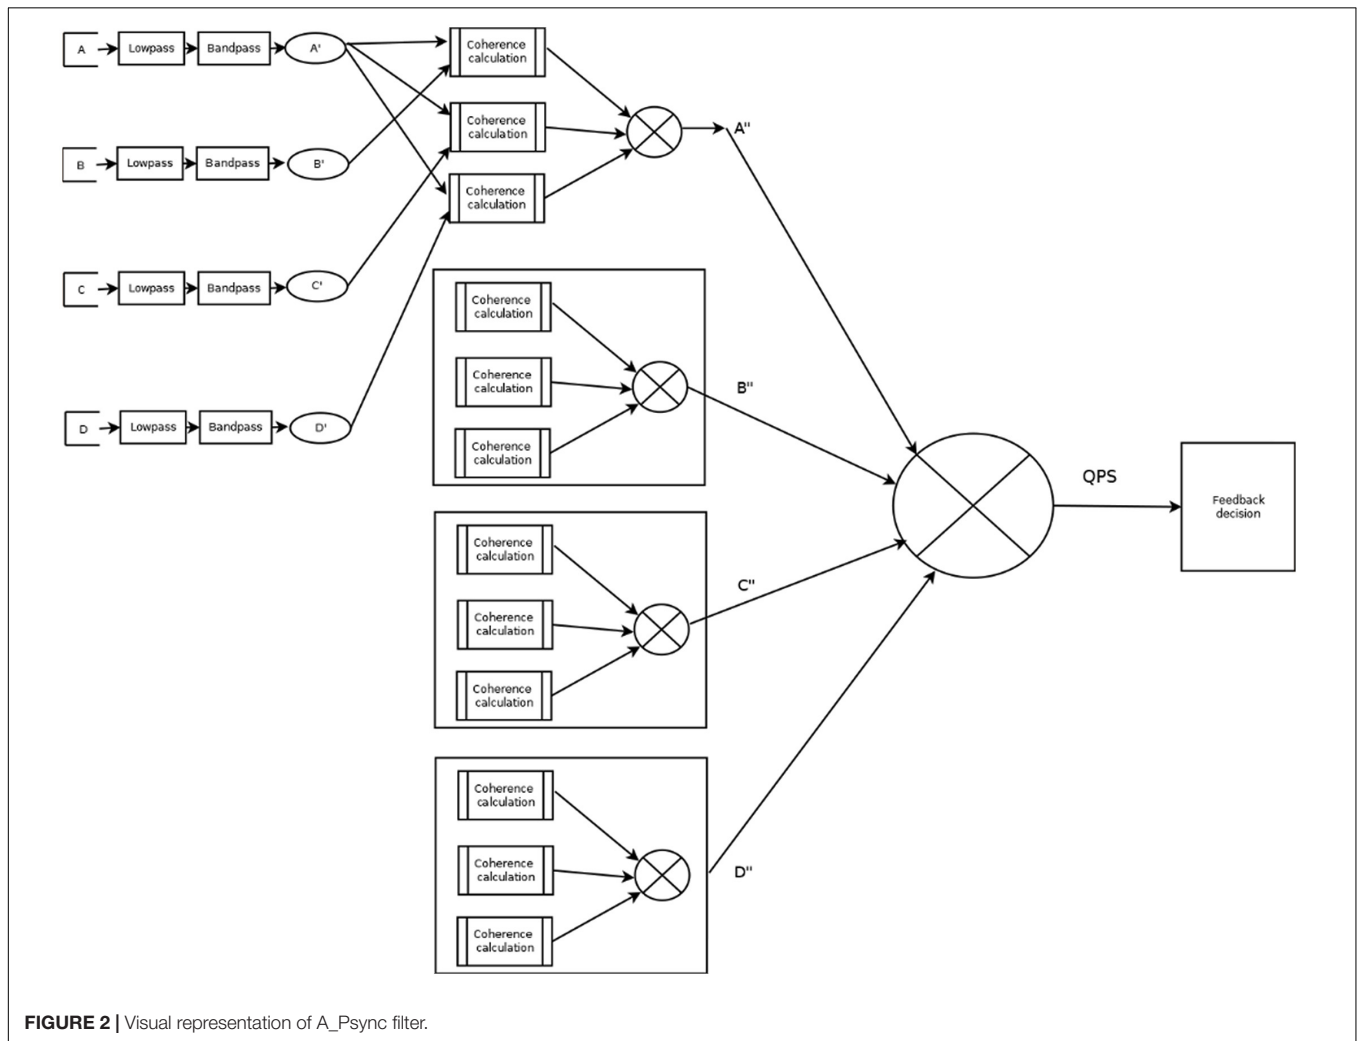 A
Lowpass
Bandpass
A'
Coherence
calculation
Coherence
calculation
A"
B
Lowpass
Bandpass
B'
Coherence
calculation
C
Lowpass
Bandpass
C'
Coherence
calculation
Coherence
calculation
B"
D
Lowpass
Bandpass
D'
Coherence
calculation
QPS
Feedback
decision
Coherence
calculation
C"
Coherence
calculation
Coherence
calculation
Coherence
calculation
Coherence
calculation
D"
Coherence
calculation
FIGURE 2 | Visual representation of A_Psync filter.